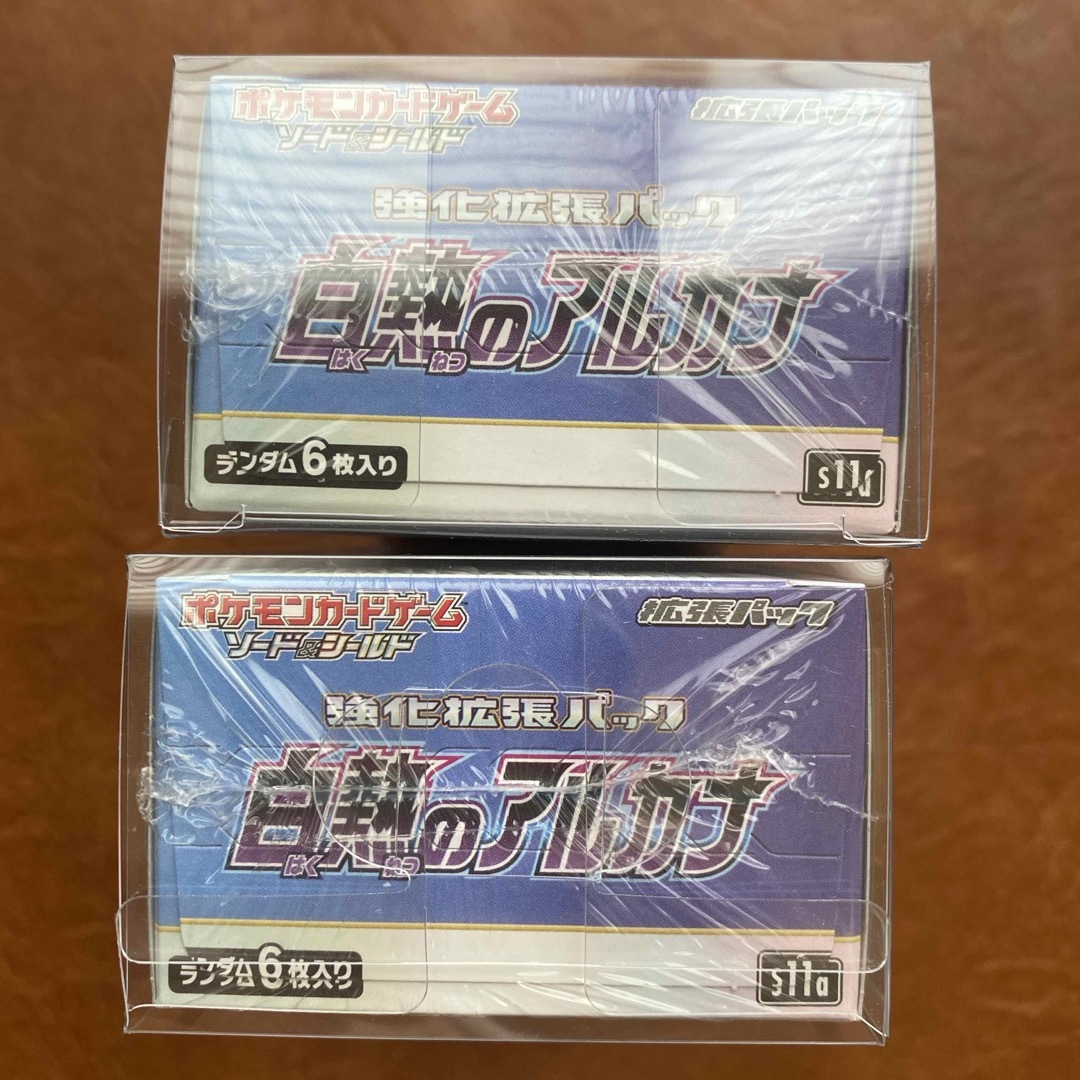 ポケモンカードゲーム 拡張パック
ソード&シールド
強化拡張パック
白熱のアルカナ
はく ねつ
ランダム6枚入り s11a
ポケモンカードゲーム 拡張パック
ソード&シールド
強化拡張パック
白熱のアルカナ
はく ねつ
ランダム6枚入り s11a